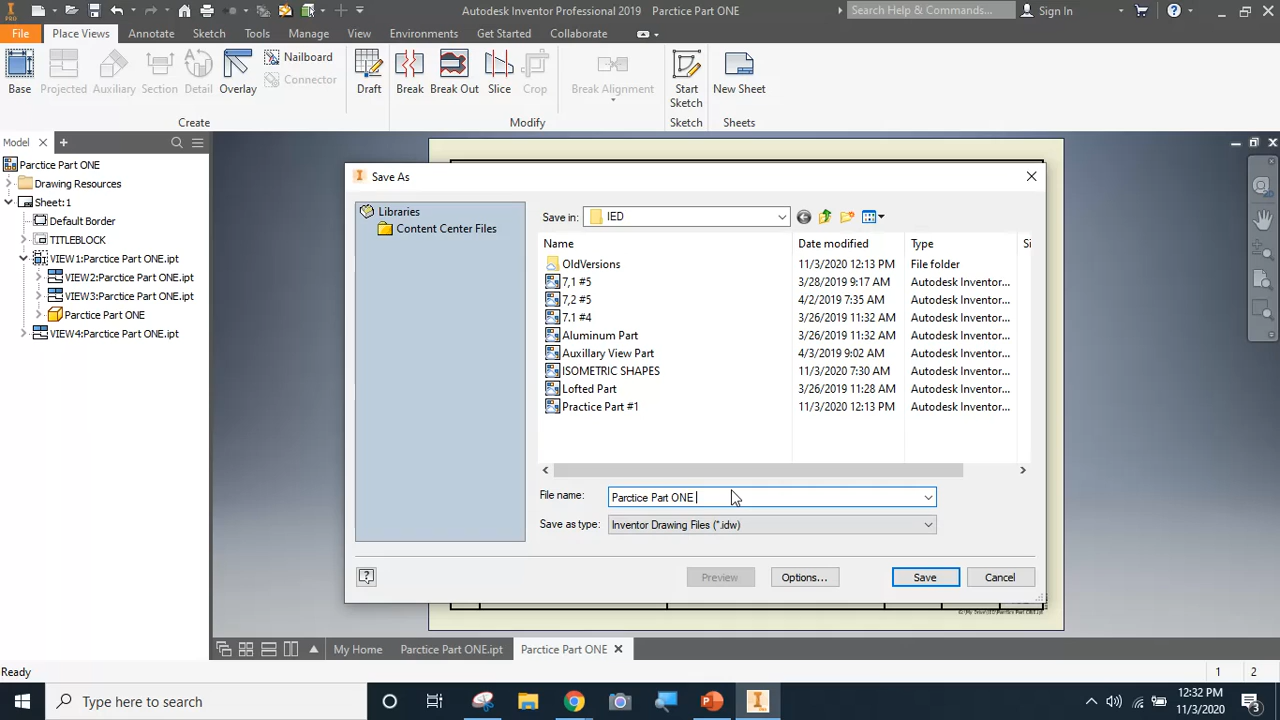 PRO
Autodesk Inventor Professional 2019 Parctice Part ONE
Search Help & Commands...
Sign In
File
Place Views
Annotate
Sketch
Tools
Manage
View
Environments
Get Started
Collaborate
Base
Projected
Auxiliary
Section
Detail
Overlay
Nailboard
Connector
Draft
Break
Break Out
Slice
Crop
Break Alignment
Start
Sketch
New Sheet
Create
Modify
Sketch
Sheets
Model
Parctice Part ONE
Drawing Resources
Sheet:1
Default Border
TITLEBLOCK
VIEW1:Parctice Part ONE.ipt
VIEW2:Parctice Part ONE.ipt
VIEW3:Parctice Part ONE.ipt
Parctice Part ONE
VIEW4:Parctice Part ONE.ipt
Save As
Libraries
Content Center Files
Save in:
IED
Name Date modified Type Si
OldVersions 11/3/2020 12:13 PM File folder
7,1 #5 3/28/2019 9:17 AM Autodesk Inventor...
7,2 #5 4/2/2019 7:35 AM Autodesk Inventor...
7.1 #4 3/26/2019 11:32 AM Autodesk Inventor...
Aluminum Part 3/26/2019 11:32 AM Autodesk Inventor...
Auxillary View Part 4/3/2019 9:02 AM Autodesk Inventor...
ISOMETRIC SHAPES 11/3/2020 7:30 AM Autodesk Inventor...
Lofted Part 3/26/2019 11:28 AM Autodesk Inventor...
Practice Part #1 11/3/2020 12:13 PM Autodesk Inventor...
File name: Parctice Part ONE
Save as type: Inventor Drawing Files (*.idw)
Preview
Options...
Save
Cancel
My Home
Parctice Part ONE.ipt
Parctice Part ONE
Ready
1
2
Type here to search
12:32 PM
11/3/2020
3